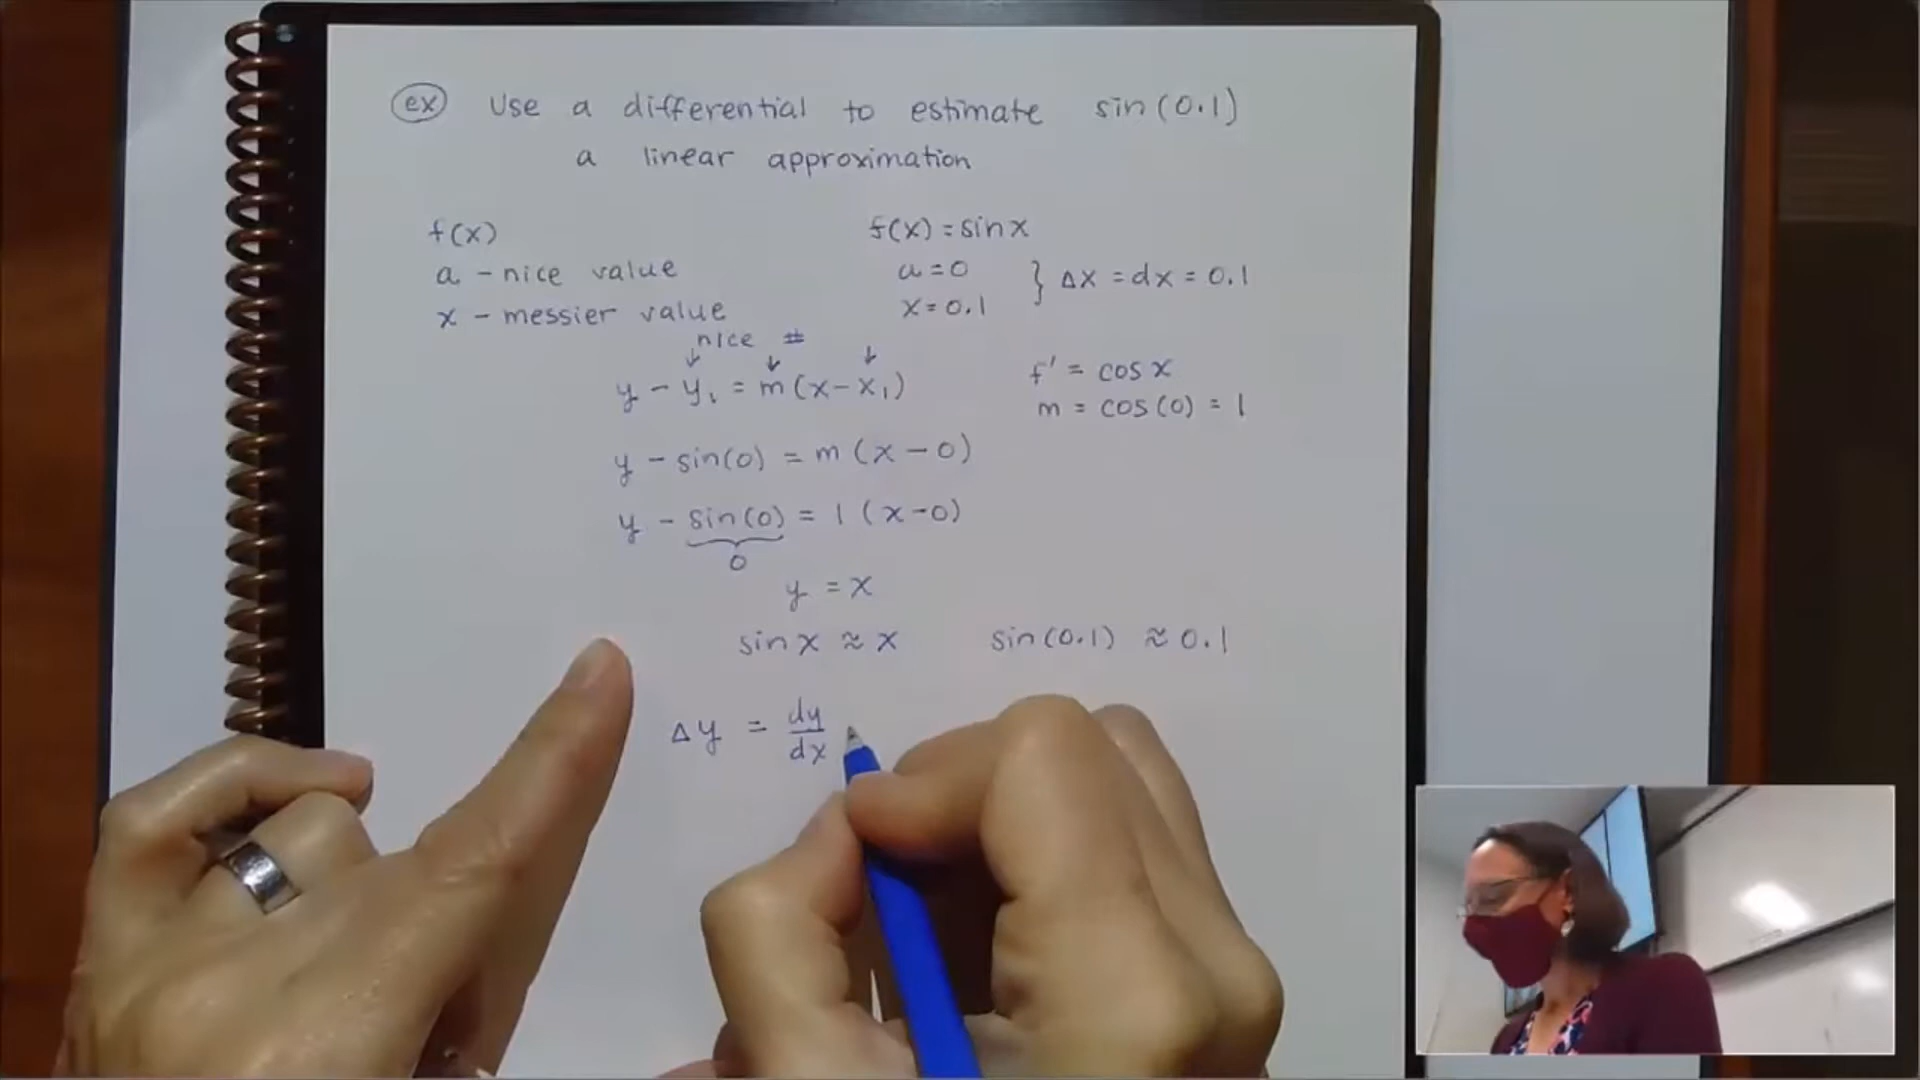 ex Use a differential to estimate sin(0.1)
a linear approximation
f(x) f(x) = sin x
a - nice value a = 0 } Δx = dx = 0.1
x - messier value x = 0.1
nice #
↓ ↓ ↓
y - y₁ = m(x - x₁) f' = cos x
m = cos(0) = 1
y - sin(0) = m(x - 0)
y - sin(0) = 1(x - 0)
0
y = x
sin x ≈ x sin(0.1) ≈ 0.1
Δy = dy/dx